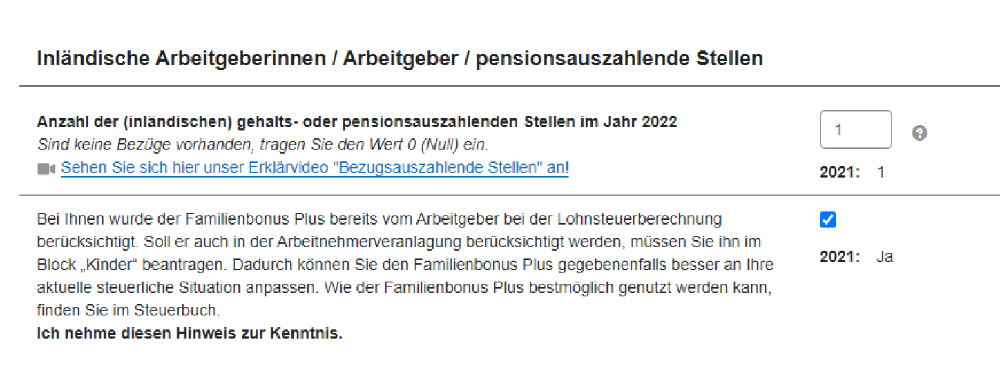 Inländische Arbeitgeberinnen / Arbeitgeber / pensionsauszahlende Stellen
Anzahl der (inländischen) gehalts- oder pensionsauszahlenden Stellen im Jahr 2022
1
?
Sind keine Bezüge vorhanden, tragen Sie den Wert 0 (Null) ein.
Sehen Sie sich hier unser Erklärvideo "Bezugsauszahlende Stellen" an!
2021: 1
Bei Ihnen wurde der Familienbonus Plus bereits vom Arbeitgeber bei der Lohnsteuerberechnung
berücksichtigt. Soll er auch in der Arbeitnehmerveranlagung berücksichtigt werden, müssen Sie ihn im
Block „Kinder“ beantragen. Dadurch können Sie den Familienbonus Plus gegebenenfalls besser an Ihre
aktuelle steuerliche Situation anpassen. Wie der Familienbonus Plus bestmöglich genutzt werden kann,
finden Sie im Steuerbuch.
Ich nehme diesen Hinweis zur Kenntnis.
2021: Ja